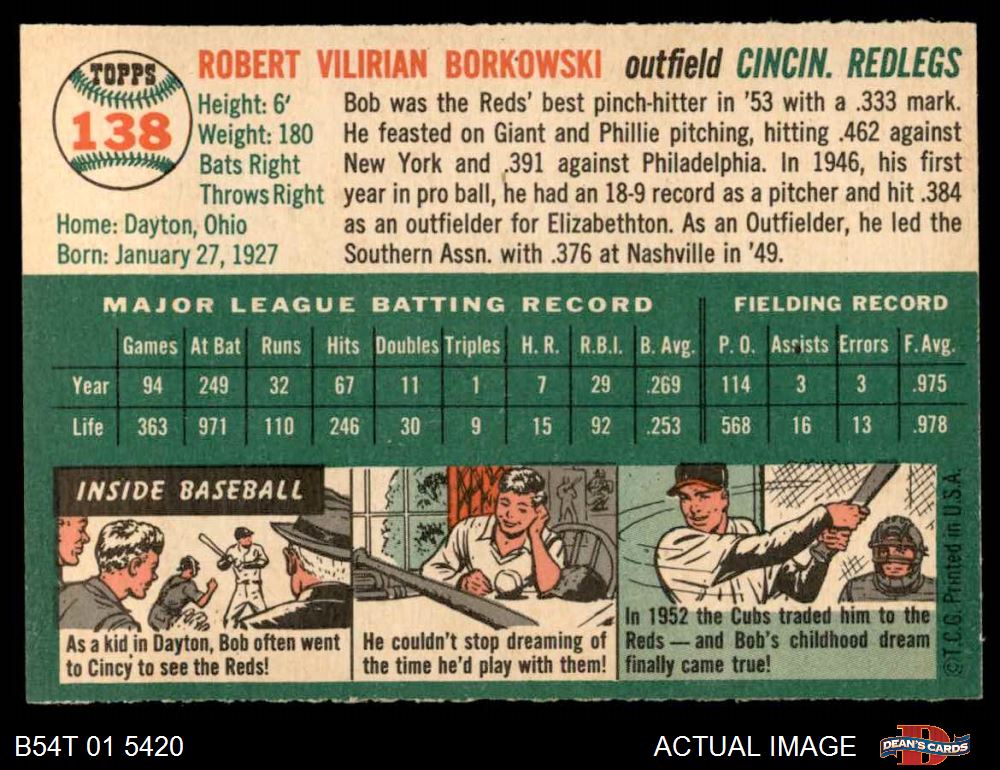 TOPPS
138
ROBERT VILIRIAN BORKOWSKI outfield CINCIN. REDLEGS
Height: 6'
Weight: 180
Bats Right
Throws Right
Home: Dayton, Ohio
Born: January 27, 1927
Bob was the Reds' best pinch-hitter in '53 with a .333 mark.
He feasted on Giant and Phillie pitching, hitting .462 against
New York and .391 against Philadelphia. In 1946, his first
year in pro ball, he had an 18-9 record as a pitcher and hit .384
as an outfielder for Elizabethton. As an Outfielder, he led the
Southern Assn. with .376 at Nashville in '49.
MAJOR LEAGUE BATTING RECORD FIELDING RECORD
Games At Bat Runs Hits Doubles Triples H. R. R.B.I. B. Avg. P. O. Assists Errors F. Avg.
Year 94 249 32 67 11 1 7 29 .269 114 3 3 .975
Life 363 971 110 246 30 9 15 92 .253 568 16 13 .978
INSIDE BASEBALL
As a kid in Dayton, Bob often went
to Cincy to see the Reds!
He couldn't stop dreaming of
the time he'd play with them!
In 1952 the Cubs traded him to the
Reds — and Bob's childhood dream
finally came true!
©T.C.G. Printed in U.S.A.
B54T 01 5420
ACTUAL IMAGE
DEAN'S CARDS